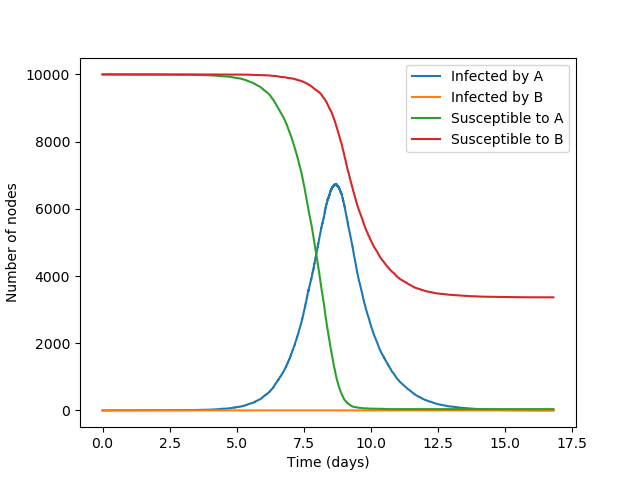 Infected by A
Infected by B
Susceptible to A
Susceptible to B
Number of nodes
10000
8000
6000
4000
2000
0
0.0 2.5 5.0 7.5 10.0 12.5 15.0 17.5
Time (days)